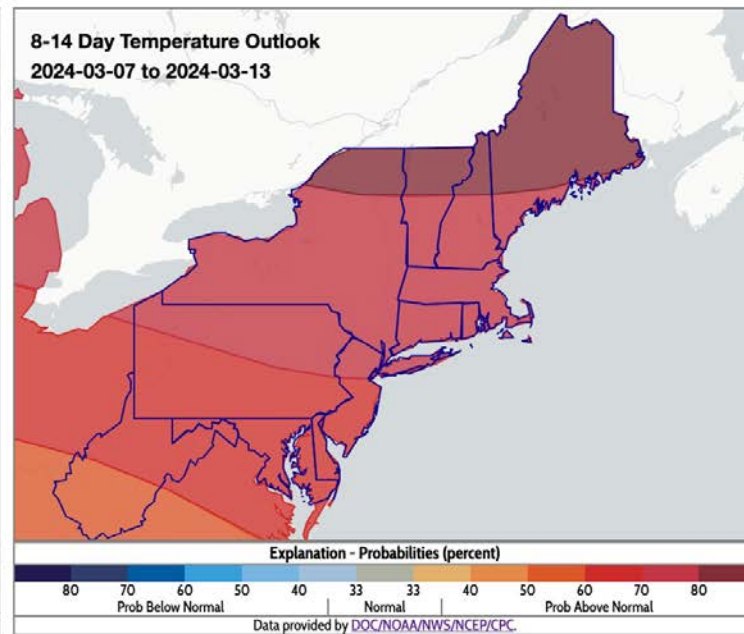 8-14 Day Temperature Outlook
2024-03-07 to 2024-03-13
Explanation - Probabilities (percent)
80 70 60 50 40 33 33 40 50 60 70 80
Prob Below Normal Normal Prob Above Normal
Data provided by DOC/NOAA/NWS/NCEP/CPC.